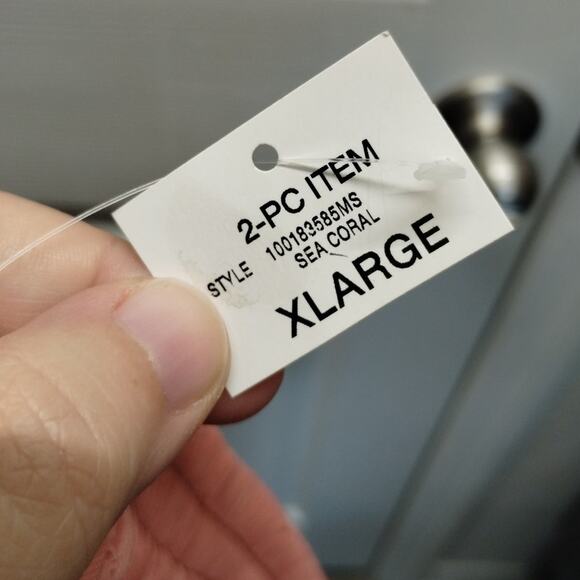 2-PC ITEM
STYLE 100183585MS
SEA CORAL
XLARGE